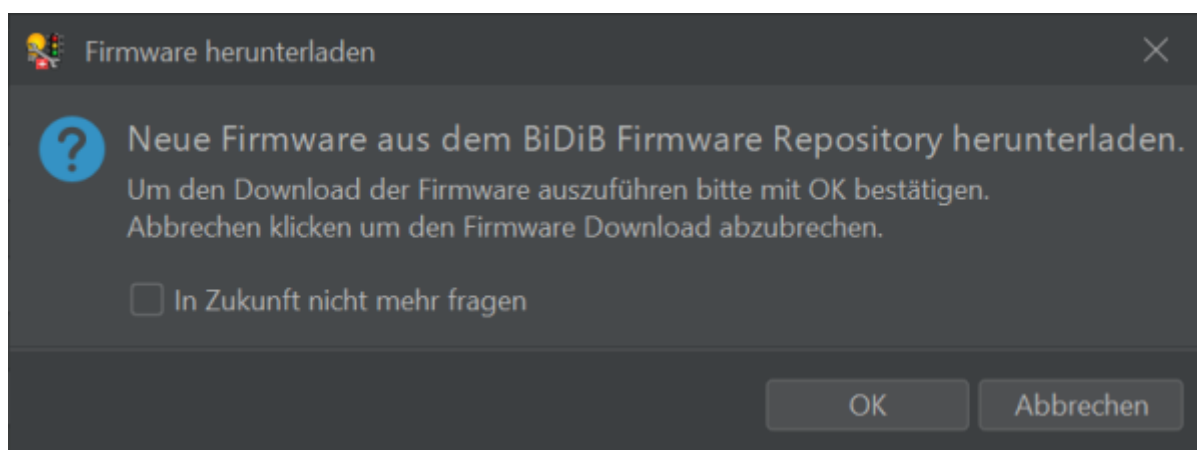 Firmware herunterladen
Neue Firmware aus dem BiDiB Firmware Repository herunterladen.
Um den Download der Firmware auszuführen bitte mit OK bestätigen.
Abbrechen klicken um den Firmware Download abzubrechen.
In Zukunft nicht mehr fragen
OK Abbrechen